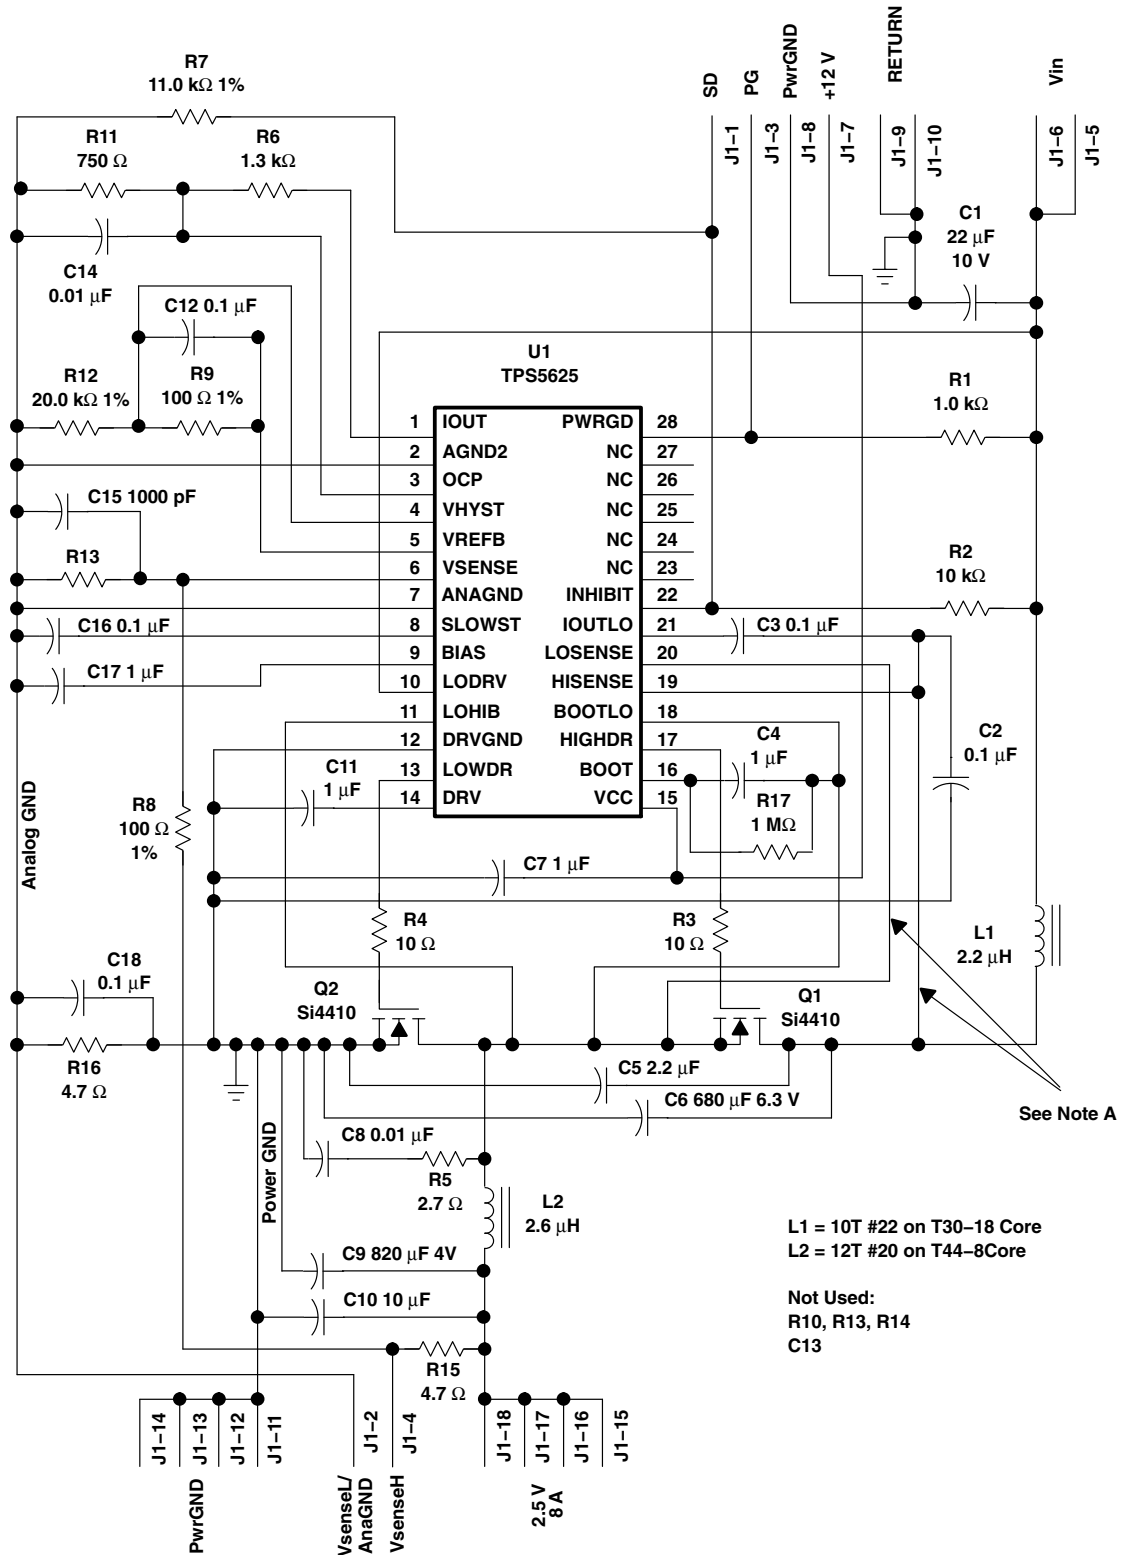 R7
11.0 kΩ 1%
R11
750 Ω
R6
1.3 kΩ
C14
0.01 µF
SD
PG
PwrGND
+12 V
RETURN
Vin
J1–1
J1–3
J1–8
J1–7
J1–9
J1–10
J1–6
J1–5
C1
22 µF
10 V
C12 0.1 µF
R12
20.0 kΩ 1%
R9
100 Ω 1%
U1
TPS5625
R1
1.0 kΩ
1 IOUT
2 AGND2
3 OCP
4 VHYST
5 VREFB
6 VSENSE
7 ANAGND
8 SLOWST
9 BIAS
10 LODRV
11 LOHIB
12 DRVGND
13 LOWDR
14 DRV
PWRGD 28
NC 27
NC 26
NC 25
NC 24
NC 23
INHIBIT 22
IOUTLO 21
LOSENSE 20
HISENSE 19
BOOTLO 18
HIGHDR 17
BOOT 16
VCC 15
C15 1000 pF
R13
R2
10 kΩ
C16 0.1 µF
C3 0.1 µF
C17 1 µF
C2
0.1 µF
C4
1 µF
R17
1 MΩ
C11
1 µF
Analog GND
R8
100 Ω
1%
C7 1 µF
R4
10 Ω
R3
10 Ω
L1
2.2 µH
C18
0.1 µF
Q2
Si4410
Q1
Si4410
R16
4.7 Ω
C5 2.2 µF
C6 680 µF 6.3 V
See Note A
C8 0.01 µF
R5
2.7 Ω
Power GND
L2
2.6 µH
L1 = 10T #22 on T30–18 Core
L2 = 12T #20 on T44–8Core
C9 820 µF 4V
C10 10 µF
Not Used:
R10, R13, R14
C13
R15
4.7 Ω
J1–14
J1–13
J1–12
J1–11
J1–2
J1–4
J1–18
J1–17
J1–16
J1–15
PwrGND
VsenseL/
AnaGND
VsenseH
2.5 V
8 A